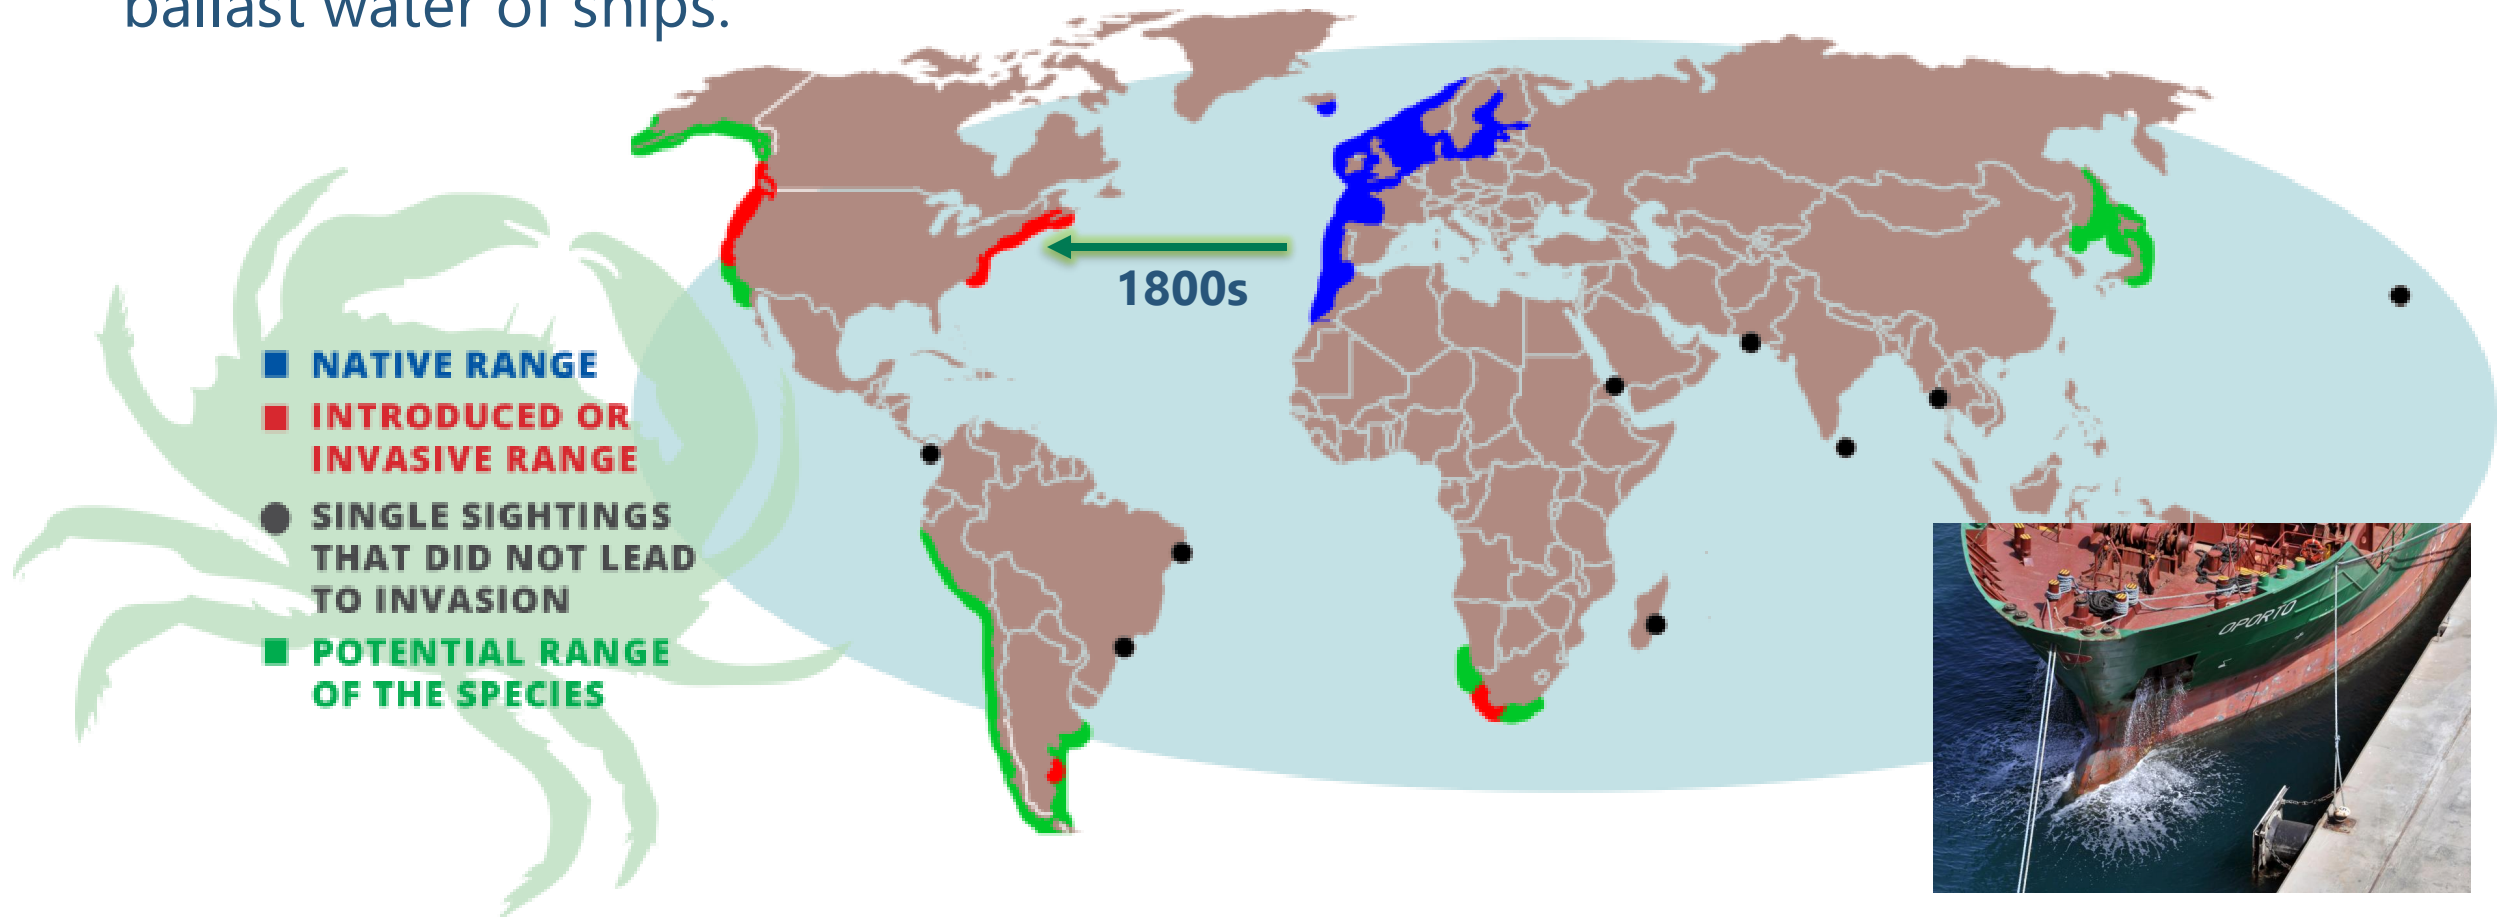 ballast water of ships.
1800s
NATIVE RANGE
INTRODUCED OR
INVASIVE RANGE
SINGLE SIGHTINGS
THAT DID NOT LEAD
TO INVASION
POTENTIAL RANGE
OF THE SPECIES
OPORTO